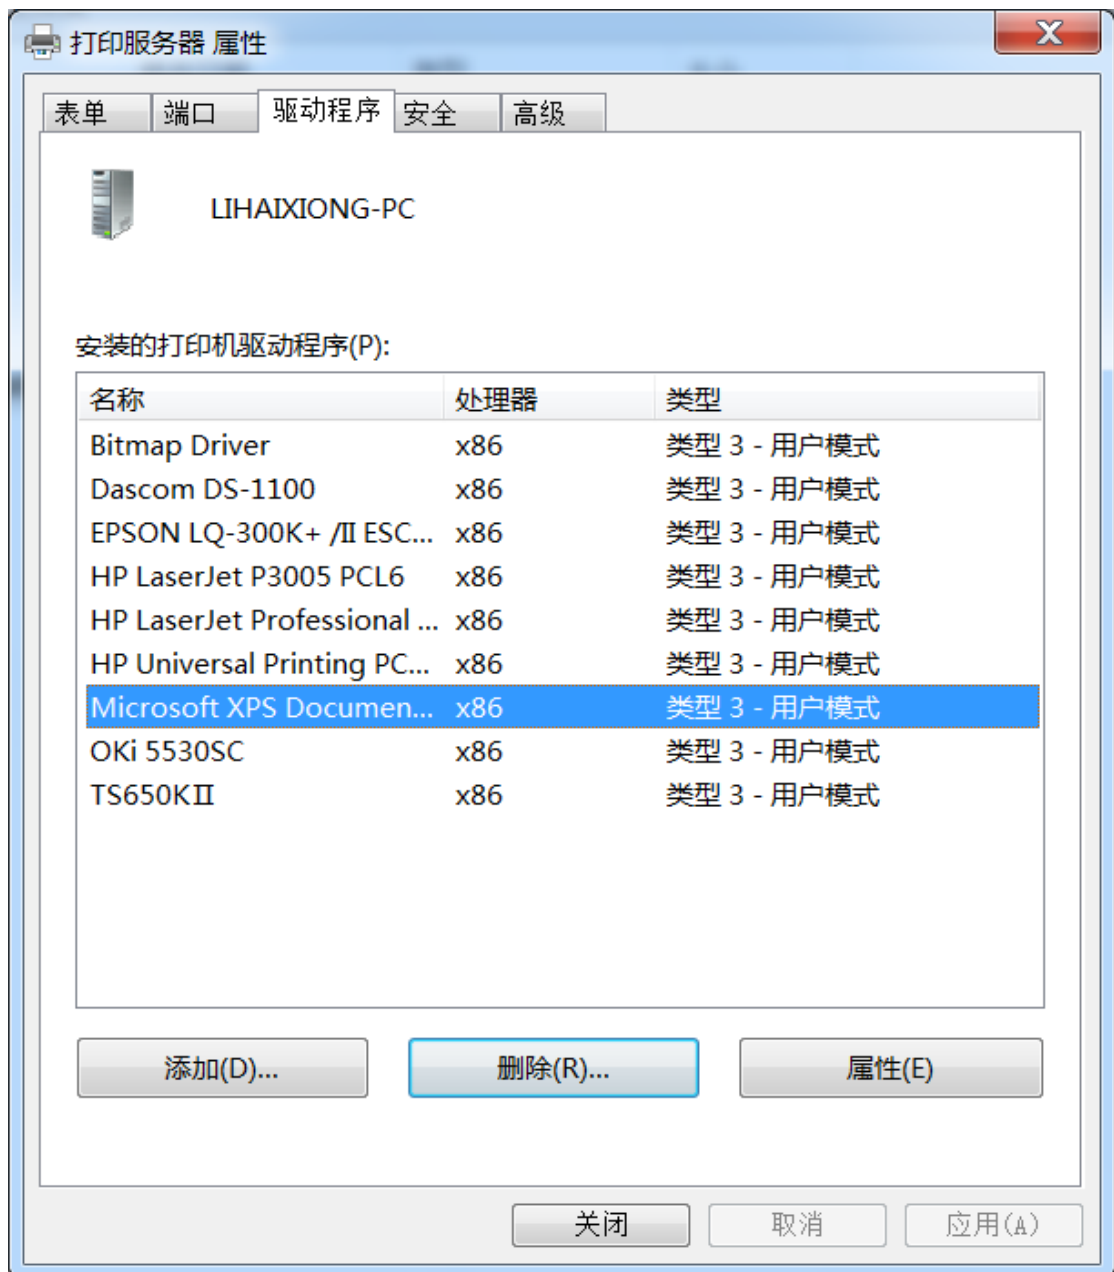 打印服务器 属性
表单 端口 驱动程序 安全 高级
LIHAIXIONG-PC
安装的打印机驱动程序(P):
名称 处理器 类型
Bitmap Driver x86 类型 3 - 用户模式
Dascom DS-1100 x86 类型 3 - 用户模式
EPSON LQ-300K+ /II ESC... x86 类型 3 - 用户模式
HP LaserJet P3005 PCL6 x86 类型 3 - 用户模式
HP LaserJet Professional ... x86 类型 3 - 用户模式
HP Universal Printing PC... x86 类型 3 - 用户模式
Microsoft XPS Documen... x86 类型 3 - 用户模式
OKi 5530SC x86 类型 3 - 用户模式
TS650KⅡ x86 类型 3 - 用户模式
添加(D)... 删除(R)... 属性(E)
关闭 取消 应用(A)